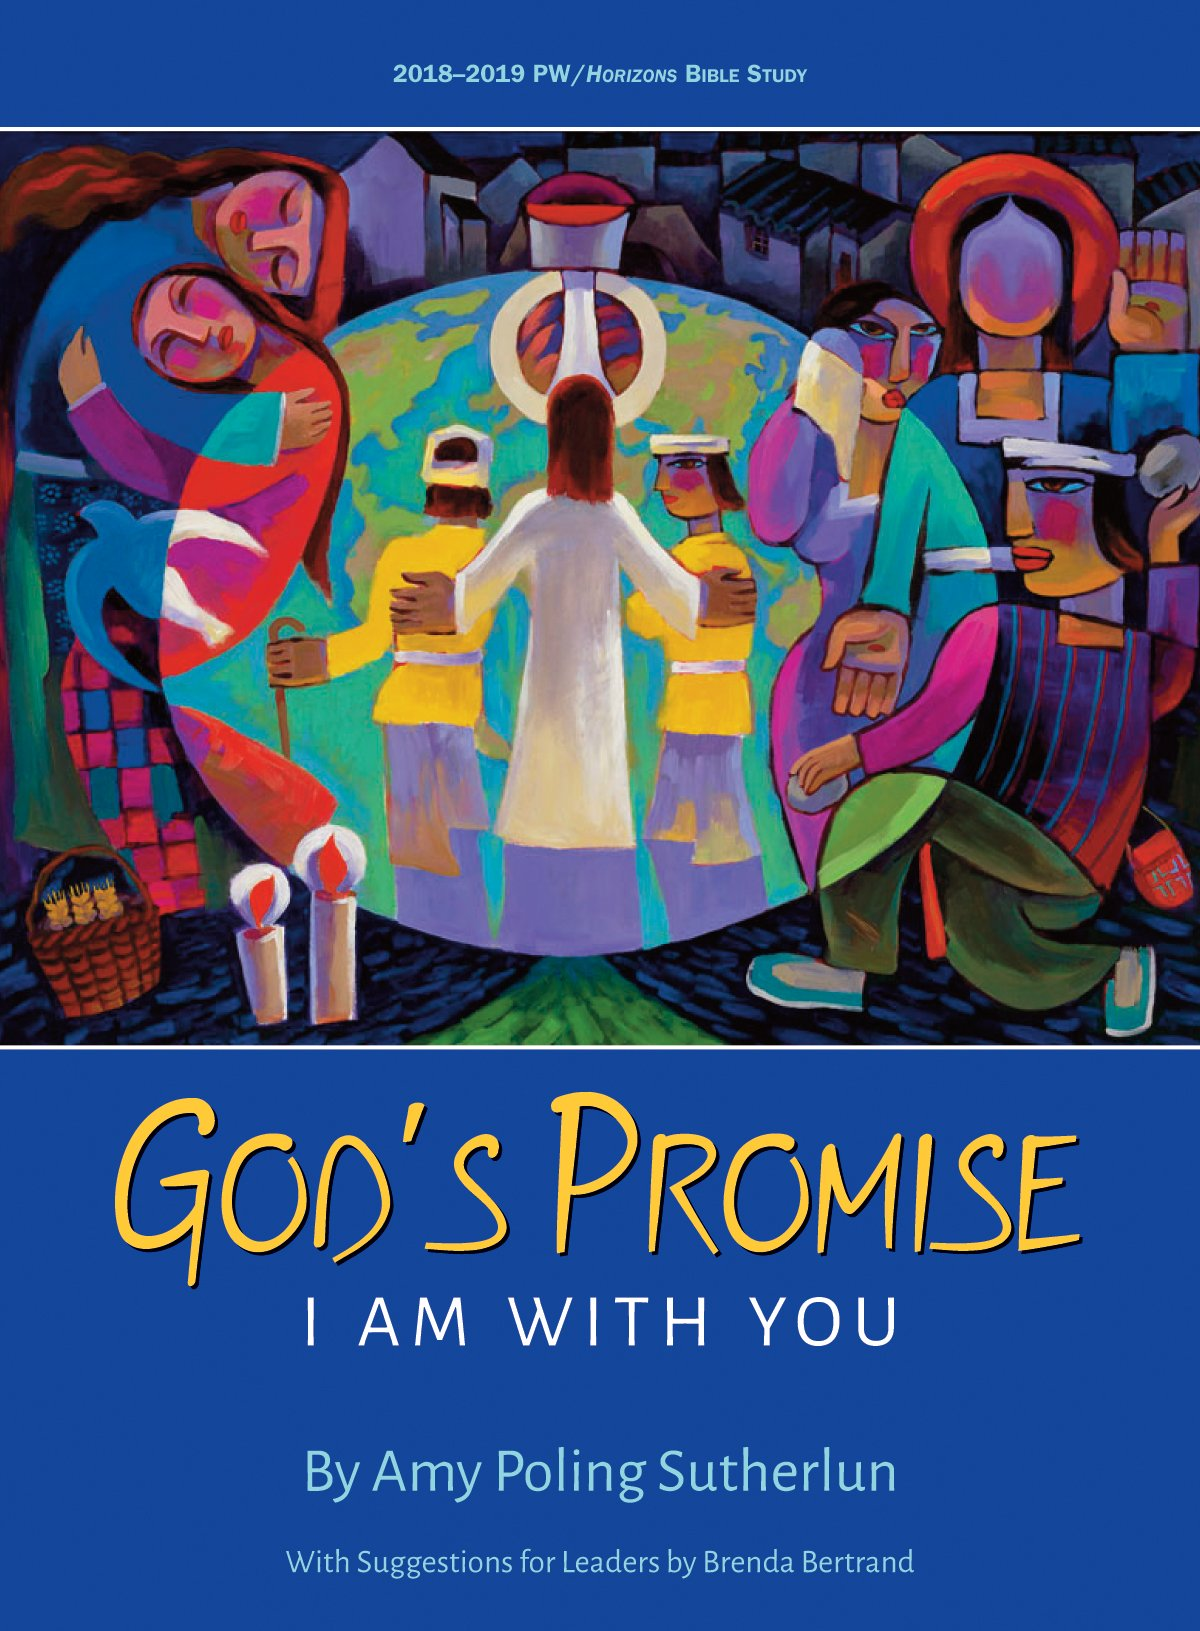 2018–2019 PW/Horizons Bible Study
God's Promise
I AM WITH YOU
By Amy Poling Sutherlun
With Suggestions for Leaders by Brenda Bertrand